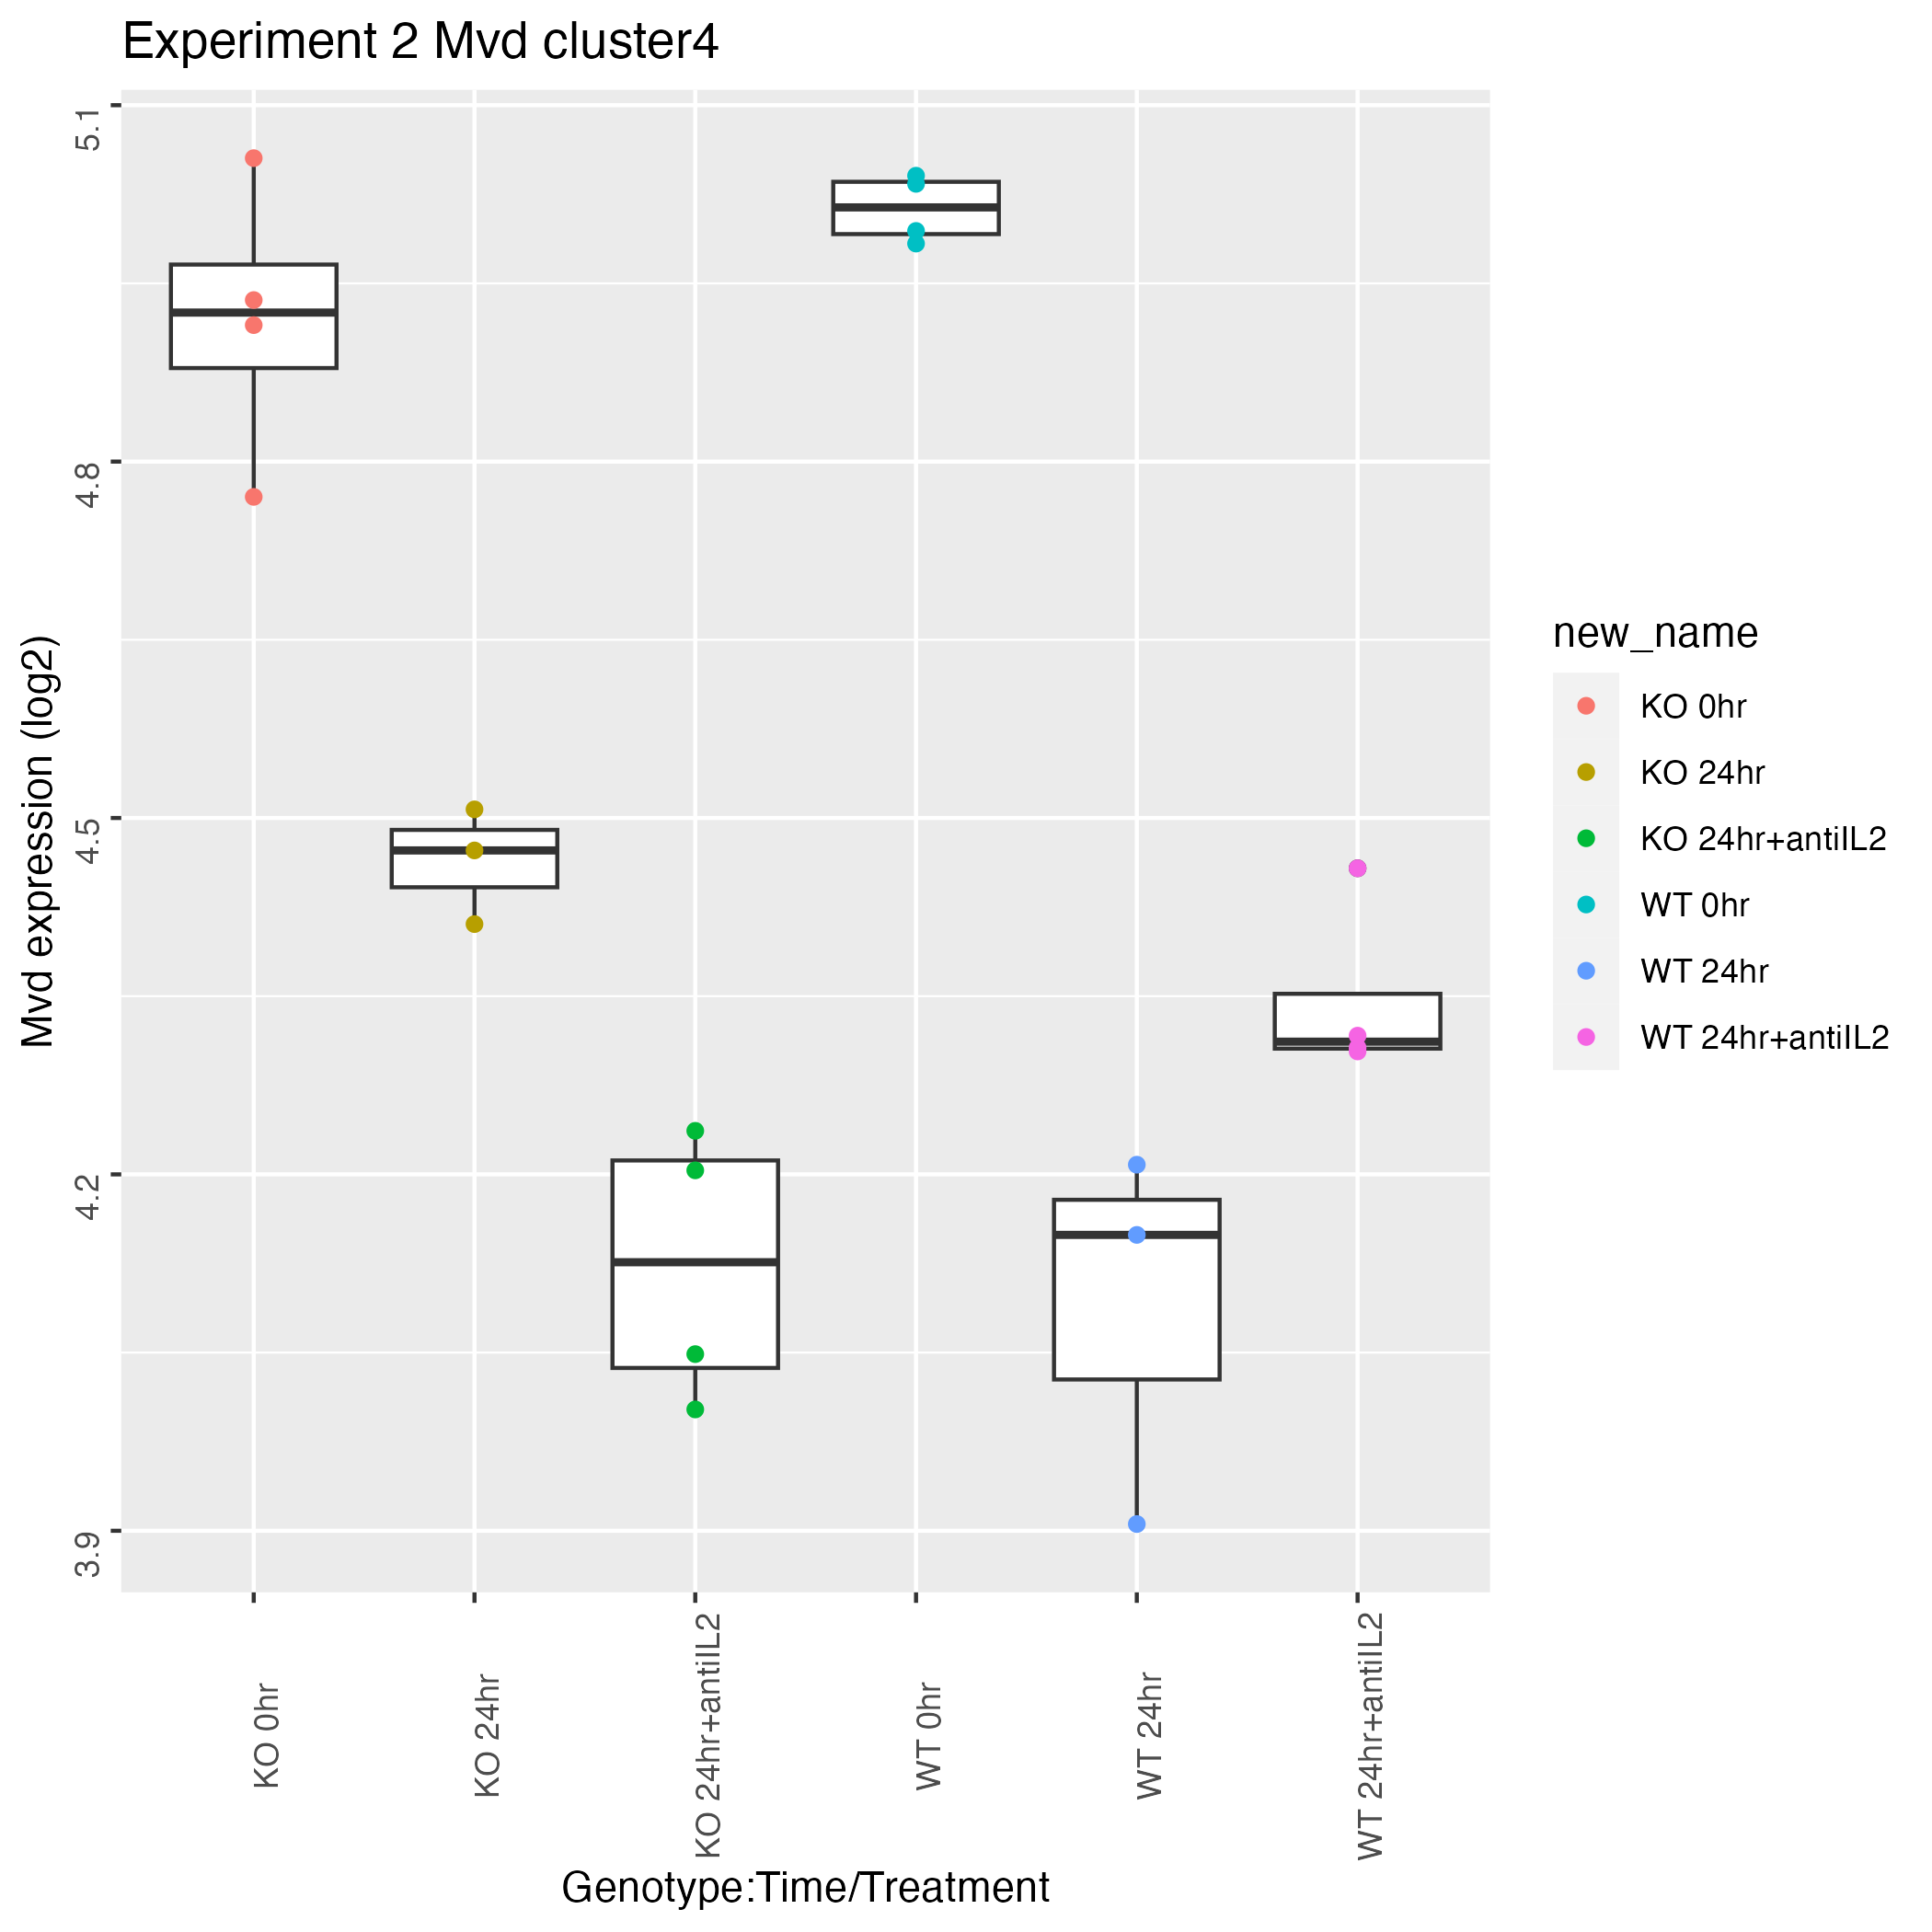 Experiment 2 Mvd cluster4
Mvd expression (log2)
5.1
4.8
4.5
4.2
3.9
KO 0hr
KO 24hr
KO 24hr+antiIL2
WT 0hr
WT 24hr
WT 24hr+antiIL2
Genotype:Time/Treatment
new_name
KO 0hr
KO 24hr
KO 24hr+antiIL2
WT 0hr
WT 24hr
WT 24hr+antiIL2